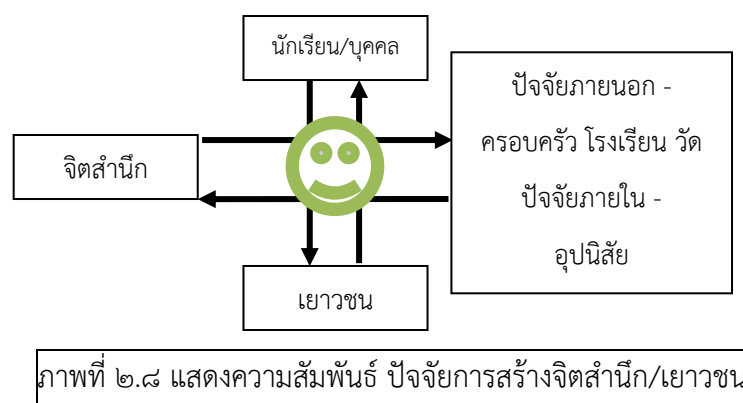 นักเรียน/บุคคล
ปัจจัยภายนอก -
ครอบครัว โรงเรียน วัด
ปัจจัยภายใน -
อุปนิสัย
จิตสำนึก
เยาวชน
ภาพที่ ๒.๘ แสดงความสัมพันธ์ ปัจจัยการสร้างจิตสำนึก/เยาวชน